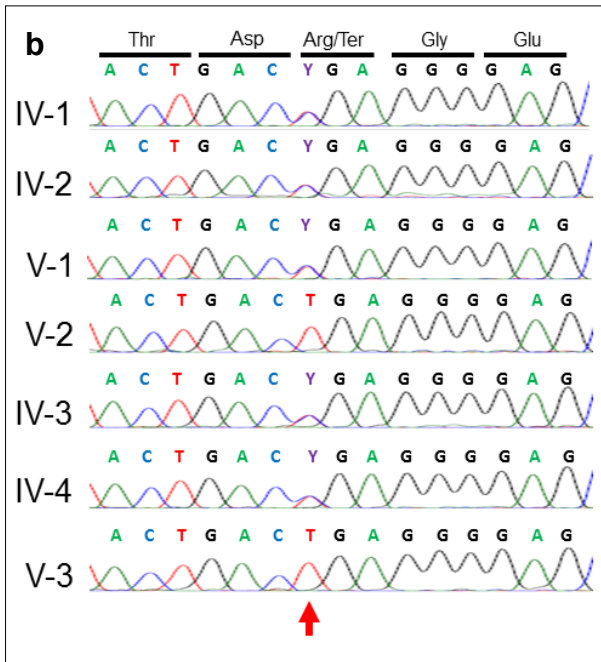 b
Thr Asp Arg/Ter Gly Glu
A C T G A C Y G A G G G G A G
IV-1
A C T G A C Y G A G G G G A G
IV-2
A C T G A C Y G A G G G G A G
V-1
A C T G A C T G A G G G G A G
V-2
A C T G A C Y G A G G G G A G
IV-3
A C T G A C Y G A G G G G A G
IV-4
A C T G A C T G A G G G G A G
V-3